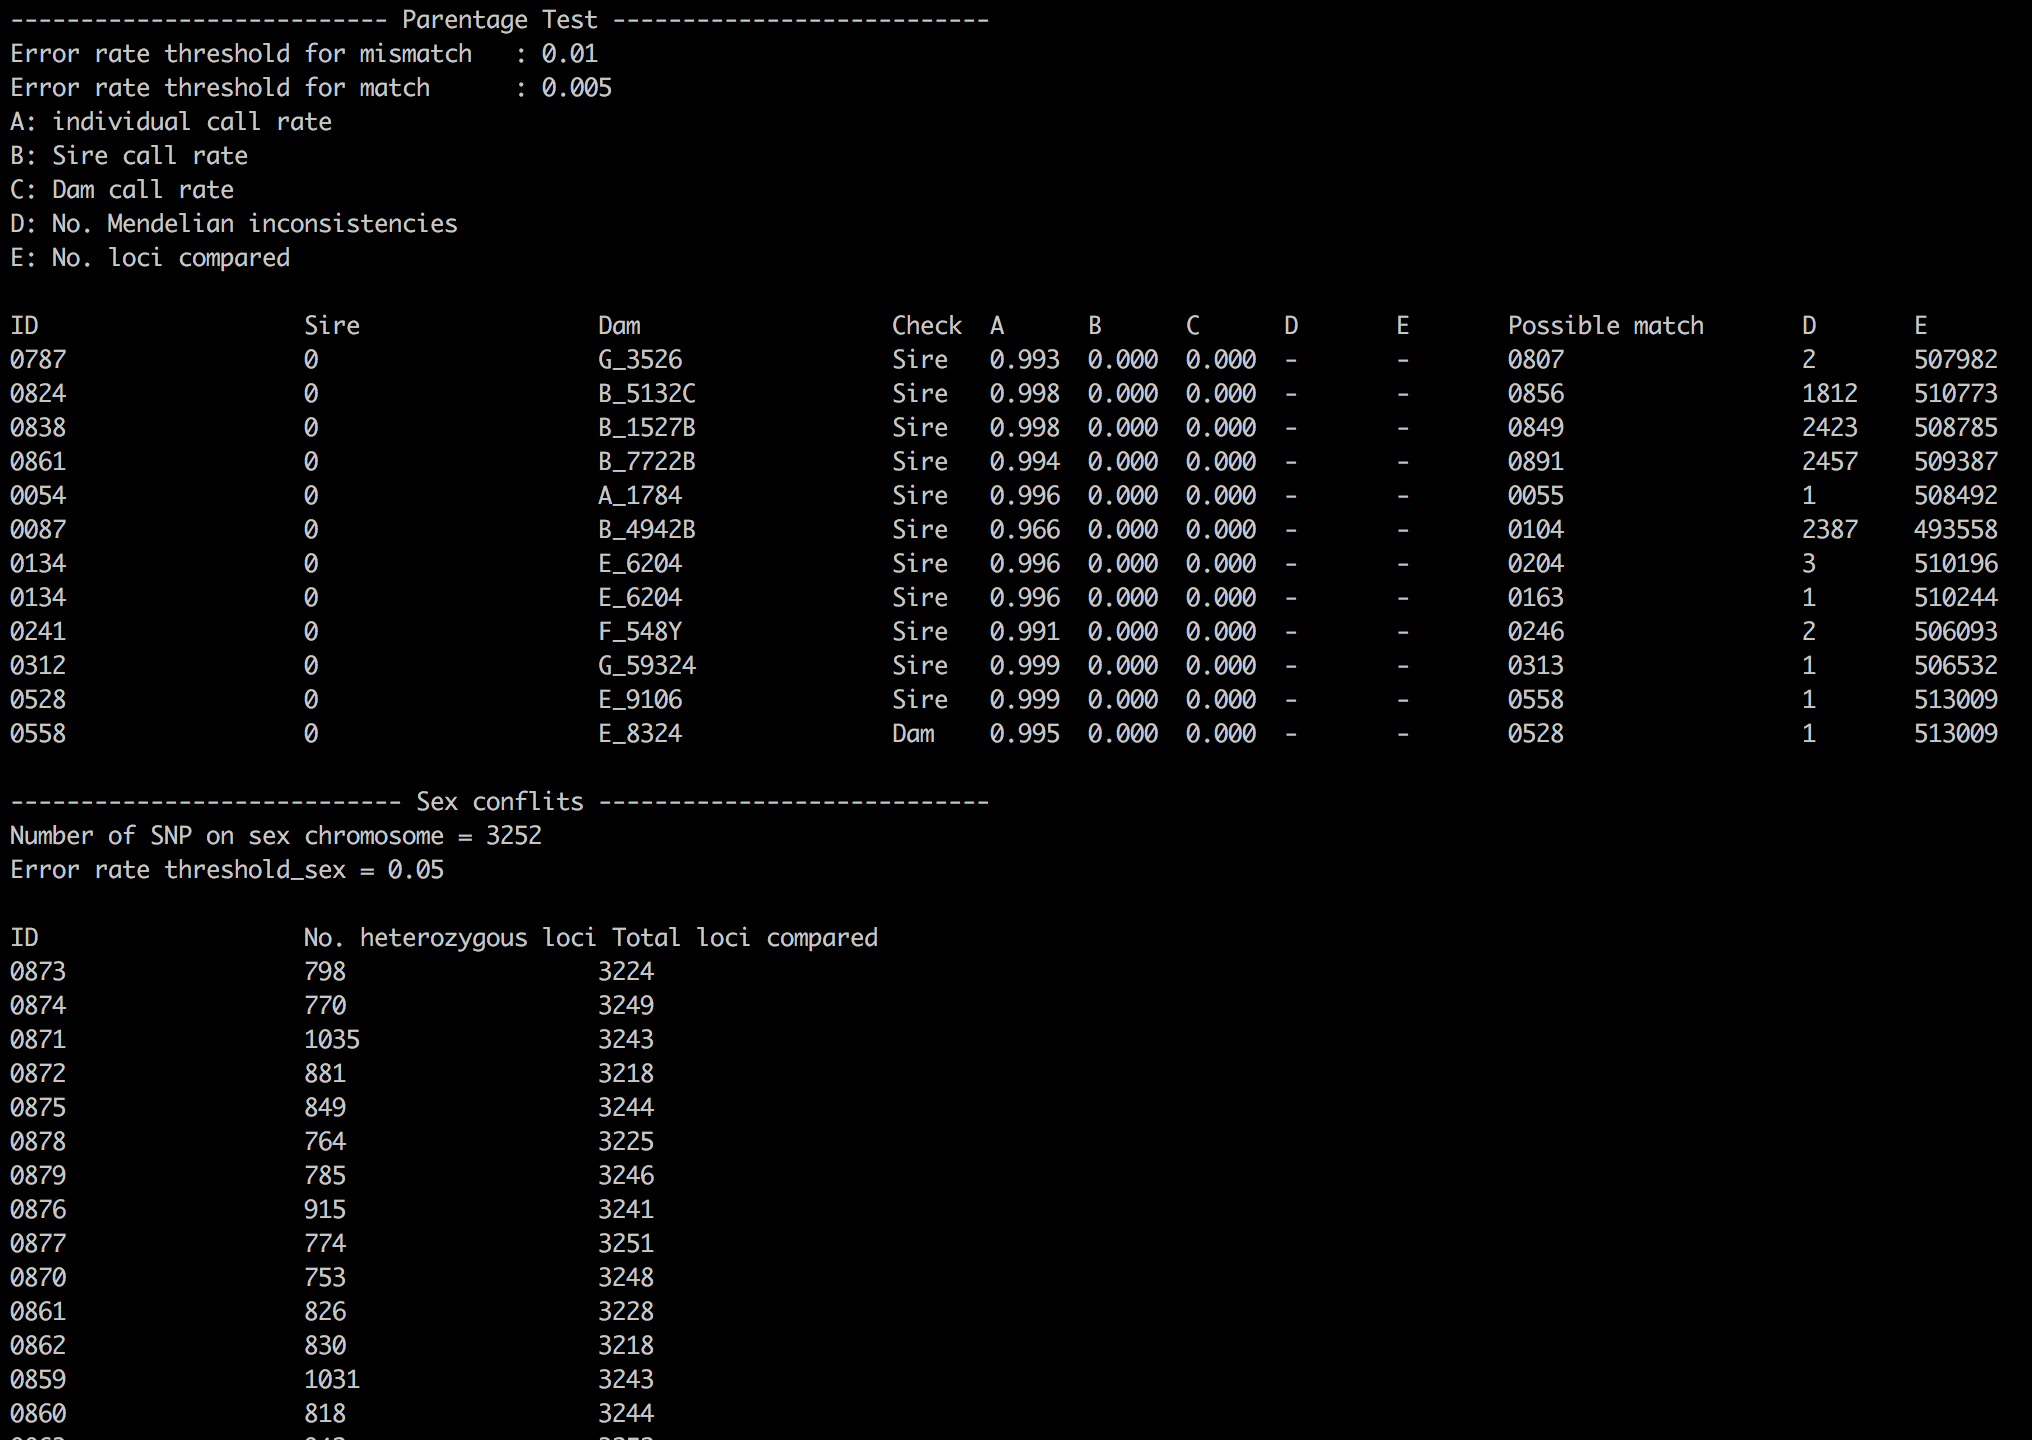 --------------------------- Parentage Test ---------------------------
Error rate threshold for mismatch   : 0.01
Error rate threshold for match      : 0.005
A: individual call rate
B: Sire call rate
C: Dam call rate
D: No. Mendelian inconsistencies
E: No. loci compared
ID Sire Dam Check A B C D E Possible match D E
0787 0 G_3526 Sire 0.993 0.000 0.000 - - 0807 2 507982
0824 0 B_5132C Sire 0.998 0.000 0.000 - - 0856 1812 510773
0838 0 B_1527B Sire 0.998 0.000 0.000 - - 0849 2423 508785
0861 0 B_7722B Sire 0.994 0.000 0.000 - - 0891 2457 509387
0054 0 A_1784 Sire 0.996 0.000 0.000 - - 0055 1 508492
0087 0 B_4942B Sire 0.966 0.000 0.000 - - 0104 2387 493558
0134 0 E_6204 Sire 0.996 0.000 0.000 - - 0204 3 510196
0134 0 E_6204 Sire 0.996 0.000 0.000 - - 0163 1 510244
0241 0 F_548Y Sire 0.991 0.000 0.000 - - 0246 2 506093
0312 0 G_59324 Sire 0.999 0.000 0.000 - - 0313 1 506532
0528 0 E_9106 Sire 0.999 0.000 0.000 - - 0558 1 513009
0558 0 E_8324 Dam 0.995 0.000 0.000 - - 0528 1 513009
---------------------------- Sex conflits ----------------------------
Number of SNP on sex chromosome = 3252
Error rate threshold_sex = 0.05
ID No. heterozygous loci Total loci compared
0873 798 3224
0874 770 3249
0871 1035 3243
0872 881 3218
0875 849 3244
0878 764 3225
0879 785 3246
0876 915 3241
0877 774 3251
0870 753 3248
0861 826 3228
0862 830 3218
0859 1031 3243
0860 818 3244